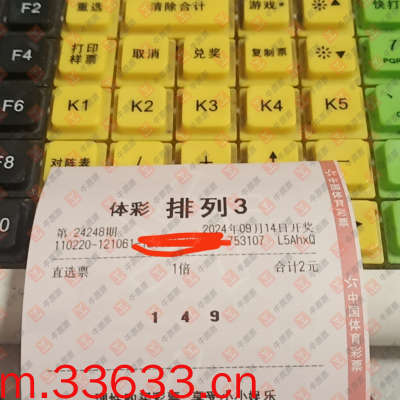 F2 重选 清除合计 游戏* 快打
F4 打印样票 取消 兑奖 复制票
F6 K1 K2 K3 K4 K5
F8 对阵表 / + ↑
体彩 排列3
第 24248期 2024年09月14日开奖
110220-121061 753107 L5AhxQ
直选票 1倍 合计2元
1 4 9
m.33633.cn
中国体育彩票